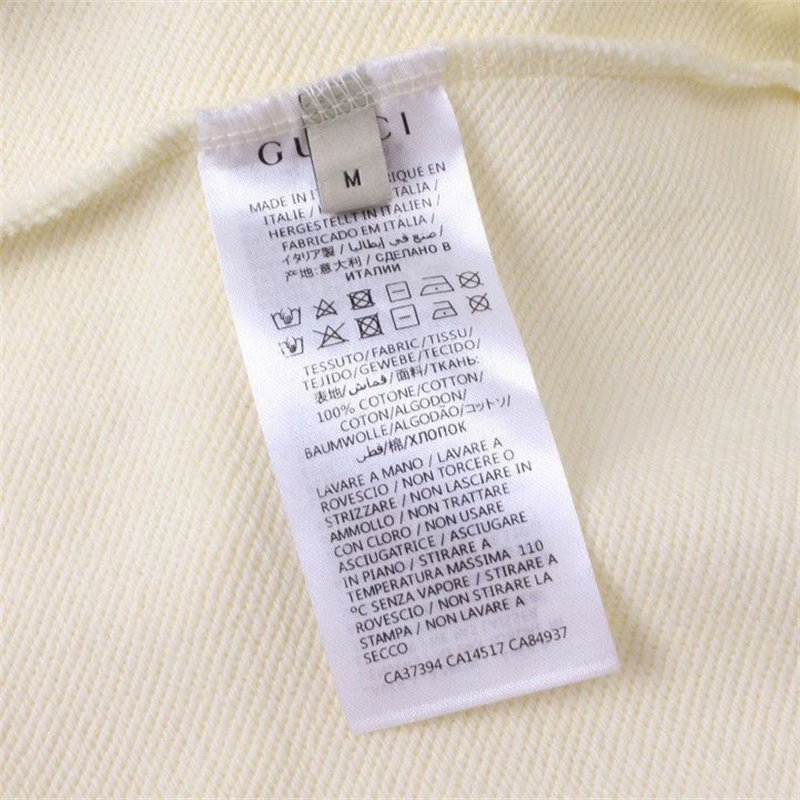 GUCCI
M
MADE IN IT RIQUE EN
ITALIE / ITALIA /
HERGESTELLT IN ITALIEN /
FABRICADO EM ITALIA /
イタリア製 / صنع في إيطاليا /
产地:意大利 / СДЕЛАНО В
ИТАЛИИ
TESSUTO/FABRIC/TISSU/
TEJIDO/GEWEBE/TECIDO/
表地/قماش/面料/ТКАНЬ:
100% COTONE/COTTON/
COTON/ALGODON/
BAUMWOLLE/ALGODÃO/コットソ/
قطن/棉/ХЛОПОК
LAVARE A MANO / LAVARE A
ROVESCIO / NON TORCERE O
STRIZZARE / NON LASCIARE IN
AMMOLLO / NON TRATTARE
CON CLORO / NON USARE
ASCIUGATRICE / ASCIUGARE
IN PIANO / STIRARE A
TEMPERATURA MASSIMA 110
°C SENZA VAPORE / STIRARE A
ROVESCIO / NON STIRARE LA
STAMPA / NON LAVARE A
SECCO
CA37394 CA14517 CA84937